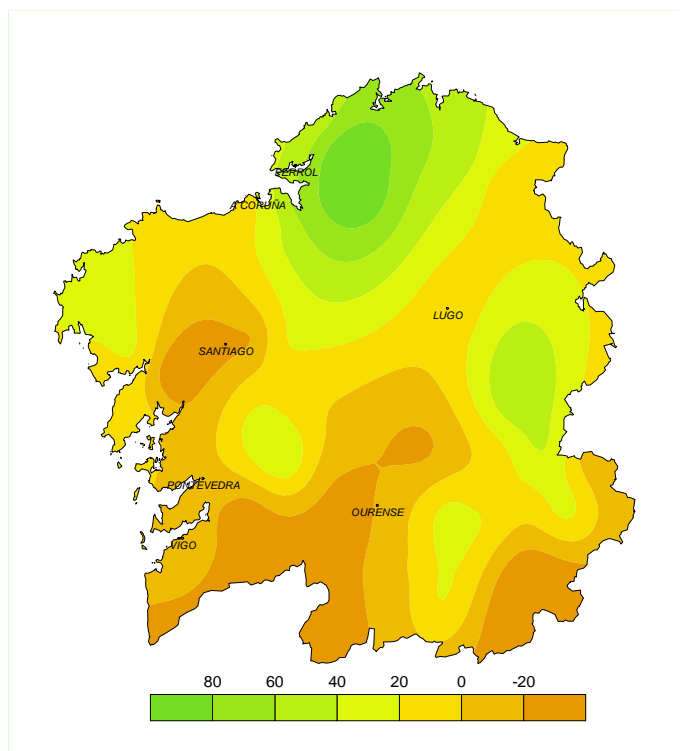 FERROL
A CORUÑA
LUGO
SANTIAGO
PONTEVEDRA
OURENSE
VIGO
80 60 40 20 0 -20